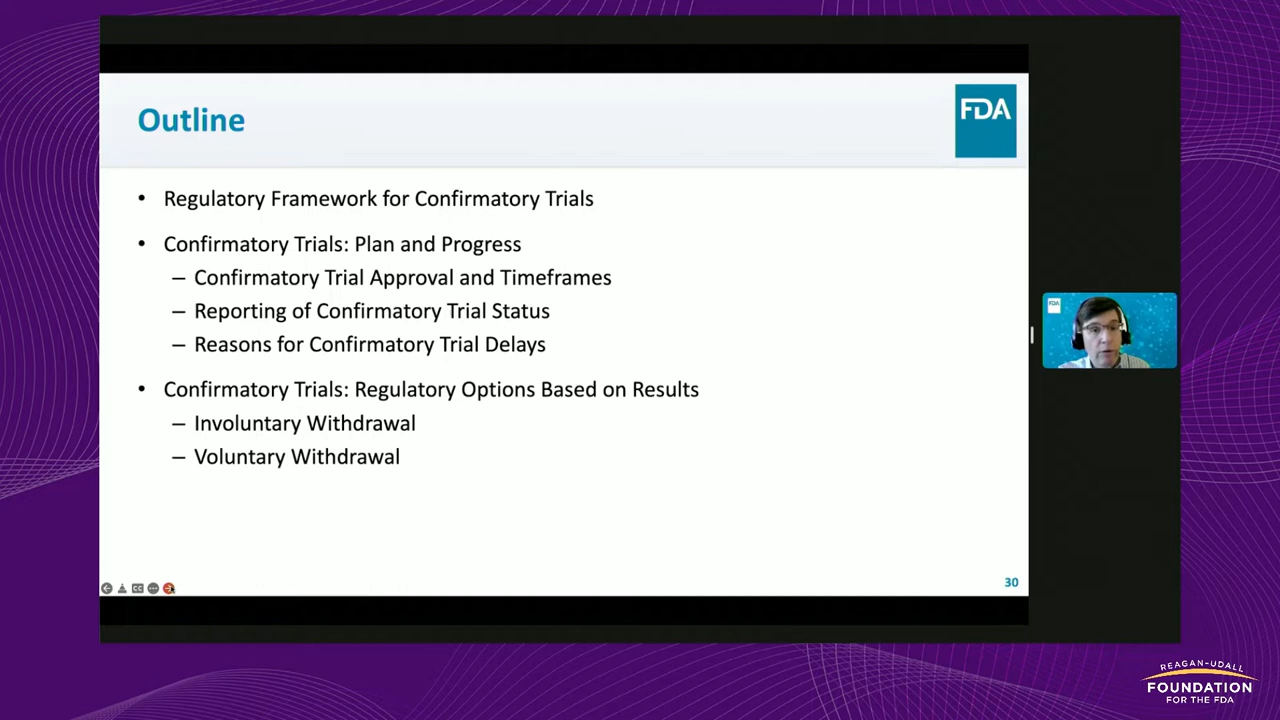 Outline
FDA
• Regulatory Framework for Confirmatory Trials
• Confirmatory Trials: Plan and Progress
– Confirmatory Trial Approval and Timeframes
– Reporting of Confirmatory Trial Status
– Reasons for Confirmatory Trial Delays
• Confirmatory Trials: Regulatory Options Based on Results
– Involuntary Withdrawal
– Voluntary Withdrawal
30
CC
FDA
REAGAN-UDALL
FOUNDATION
FOR THE FDA